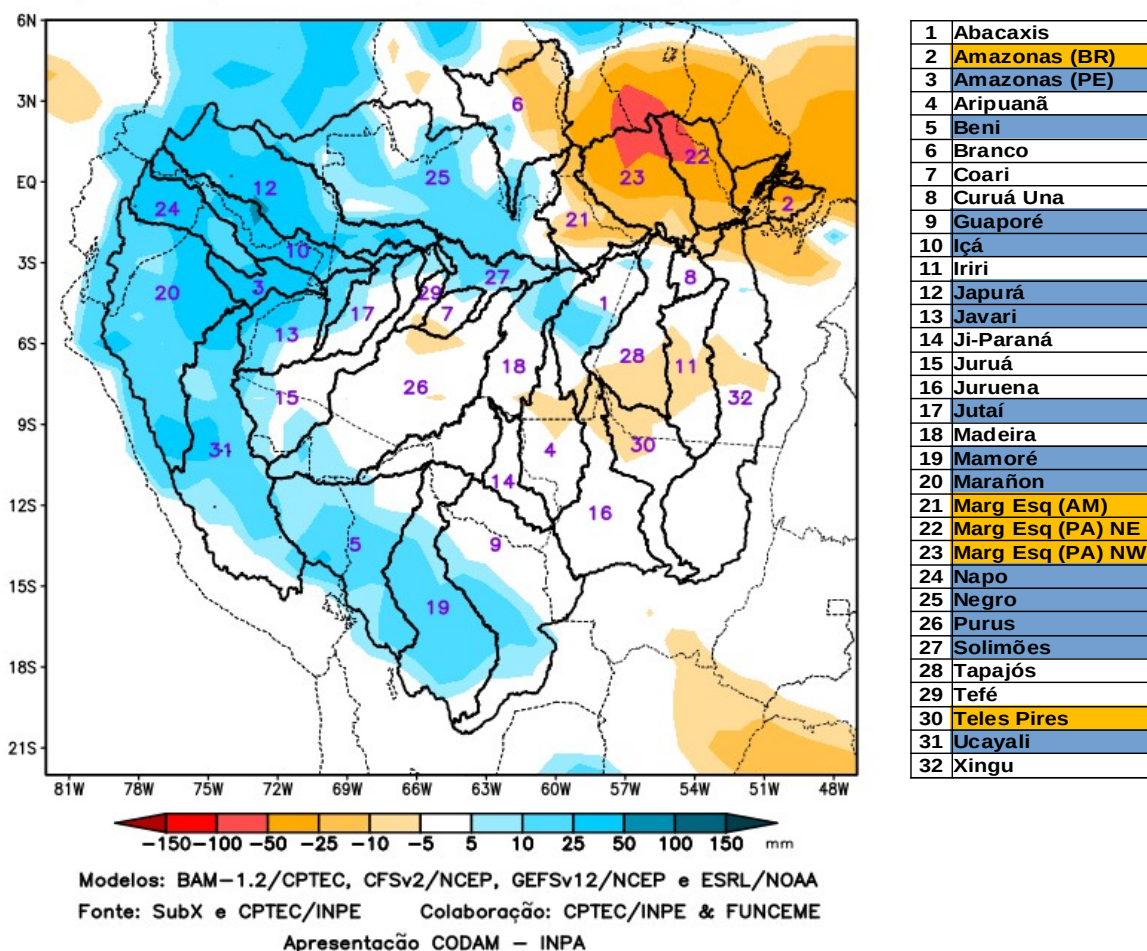 6N
3N
EQ
3S
6S
9S
12S
15S
18S
21S
81W 78W 75W 72W 69W 66W 63W 60W 57W 54W 51W 48W
6
12
25
22
23
24
2
21
10
27
8
3
20
29
17
7
1
13
28
18
11
26
15
32
31
4
30
14
16
5
9
19
-150 -100 -50 -25 -10 -5 5 10 25 50 100 150 mm
Modelos: BAM-1.2/CPTEC, CFSv2/NCEP, GEFSv12/NCEP e ESRL/NOAA
Fonte: SubX e CPTEC/INPE Colaboração: CPTEC/INPE & FUNCEME
Apresentacão CODAM - INPA
1 Abacaxis
2 Amazonas (BR)
3 Amazonas (PE)
4 Aripuanã
5 Beni
6 Branco
7 Coari
8 Curuá Una
9 Guaporé
10 Içá
11 Iriri
12 Japurá
13 Javari
14 Ji-Paraná
15 Juruá
16 Juruena
17 Jutaí
18 Madeira
19 Mamoré
20 Marañon
21 Marg Esq (AM)
22 Marg Esq (PA) NE
23 Marg Esq (PA) NW
24 Napo
25 Negro
26 Purus
27 Solimões
28 Tapajós
29 Tefé
30 Teles Pires
31 Ucayali
32 Xingu